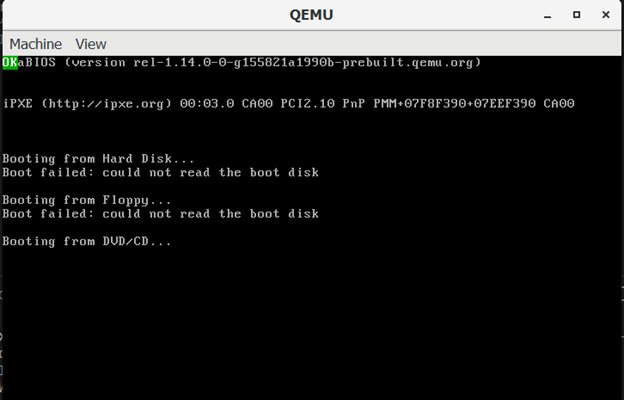 QEMU
Machine View
OKaBIOS (version rel-1.14.0-0-g155821a1990b-prebuilt.qemu.org)
iPXE (http://ipxe.org) 00:03.0 CA00 PCI2.10 PnP PMM+07F8F390+07EEF390 CA00
Booting from Hard Disk...
Boot failed: could not read the boot disk
Booting from Floppy...
Boot failed: could not read the boot disk
Booting from DVD/CD...